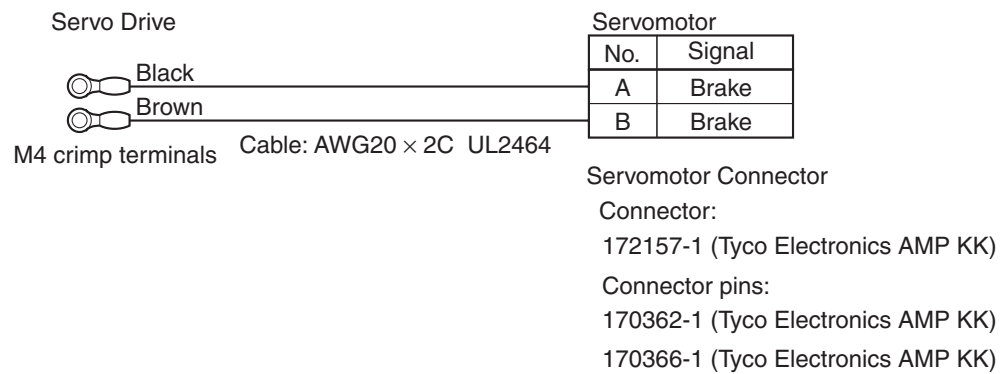 Servo Drive
Servomotor
No. Signal
Black
A Brake
Brown
B Brake
M4 crimp terminals
Cable: AWG20 × 2C UL2464
Servomotor Connector
Connector:
172157-1 (Tyco Electronics AMP KK)
Connector pins:
170362-1 (Tyco Electronics AMP KK)
170366-1 (Tyco Electronics AMP KK)